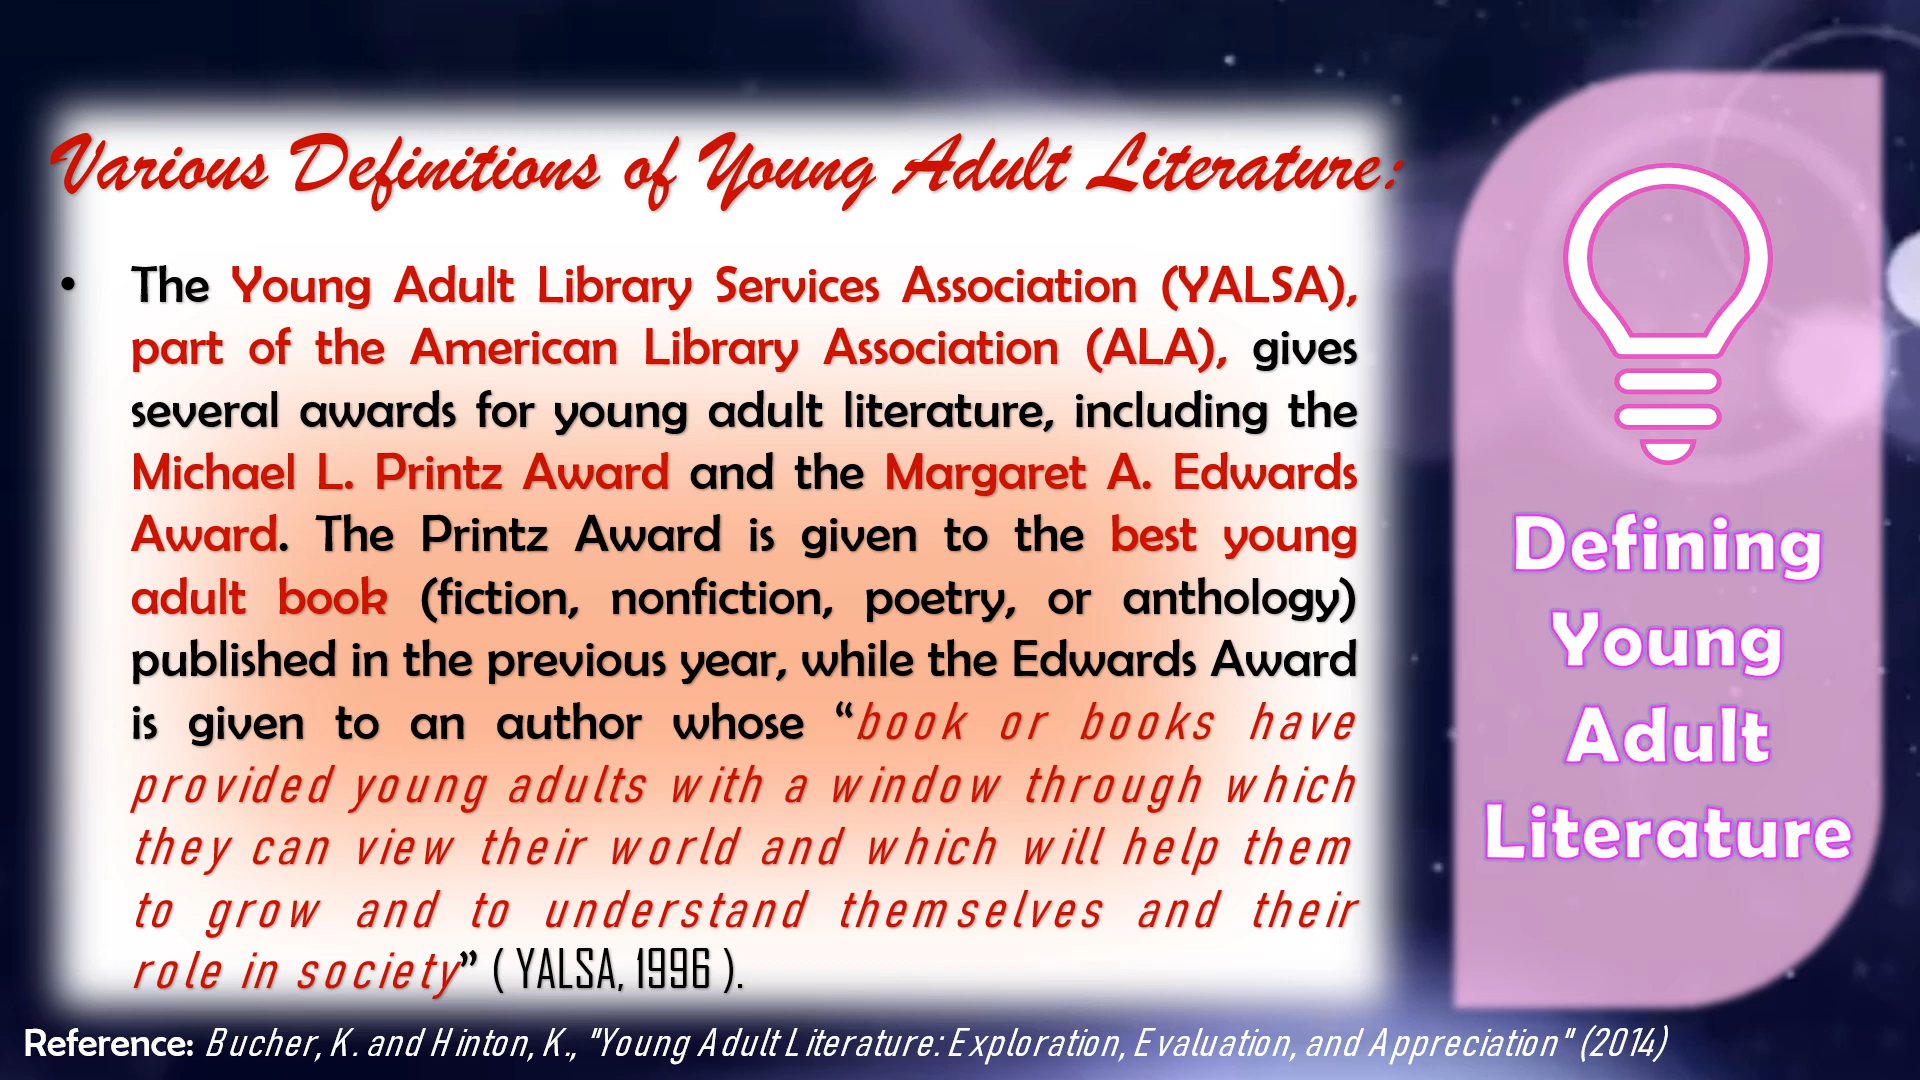 Various Definitions of Young Adult Literature:
• The Young Adult Library Services Association (YALSA),
part of the American Library Association (ALA), gives
several awards for young adult literature, including the
Michael L. Printz Award and the Margaret A. Edwards
Award. The Printz Award is given to the best young
adult book (fiction, nonfiction, poetry, or anthology)
published in the previous year, while the Edwards Award
is given to an author whose “book or books have
provided young adults with a window through which
they can view their world and which will help them
to grow and to understand themselves and their
role in society” ( YALSA, 1996 ).
Defining
Young
Adult
Literature
Reference: Bucher, K. and Hinton, K., "Young Adult Literature: Exploration, Evaluation, and Appreciation" (2014)